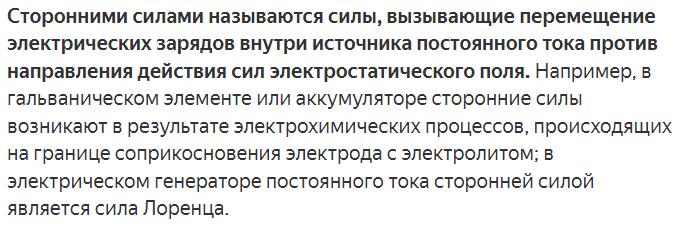 Сторонними силами называются силы, вызывающие перемещение
электрических зарядов внутри источника постоянного тока против
направления действия сил электростатического поля. Например, в
гальваническом элементе или аккумуляторе сторонние силы
возникают в результате электрохимических процессов, происходящих
на границе соприкосновения электрода с электролитом; в
электрическом генераторе постоянного тока сторонней силой
является сила Лоренца.